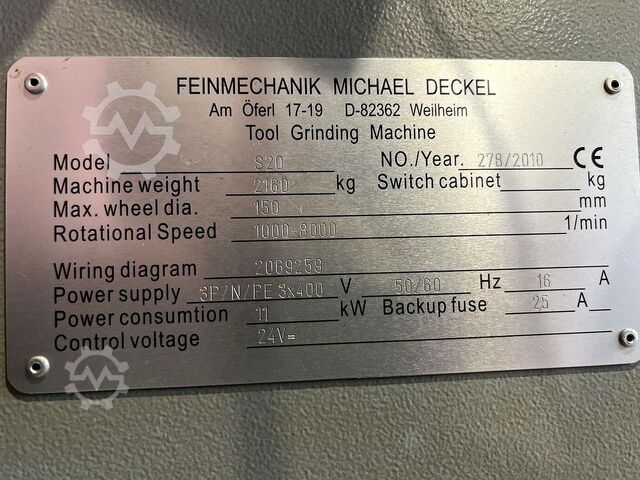 FEINMECHANIK MICHAEL DECKEL
Am Öferl 17-19 D-82362 Weilheim
Tool Grinding Machine
Model S20 NO./Year. 278/2010 CE
Machine weight 2160 kg Switch cabinet kg
Max. wheel dia. 150 mm
Rotational Speed 1000-8000 1/min
Wiring diagram 2069259
Power supply 3P/N/PE 3x400 V 50/60 Hz 16 A
Power consumtion 11 kW Backup fuse 25 A
Control voltage 24V=